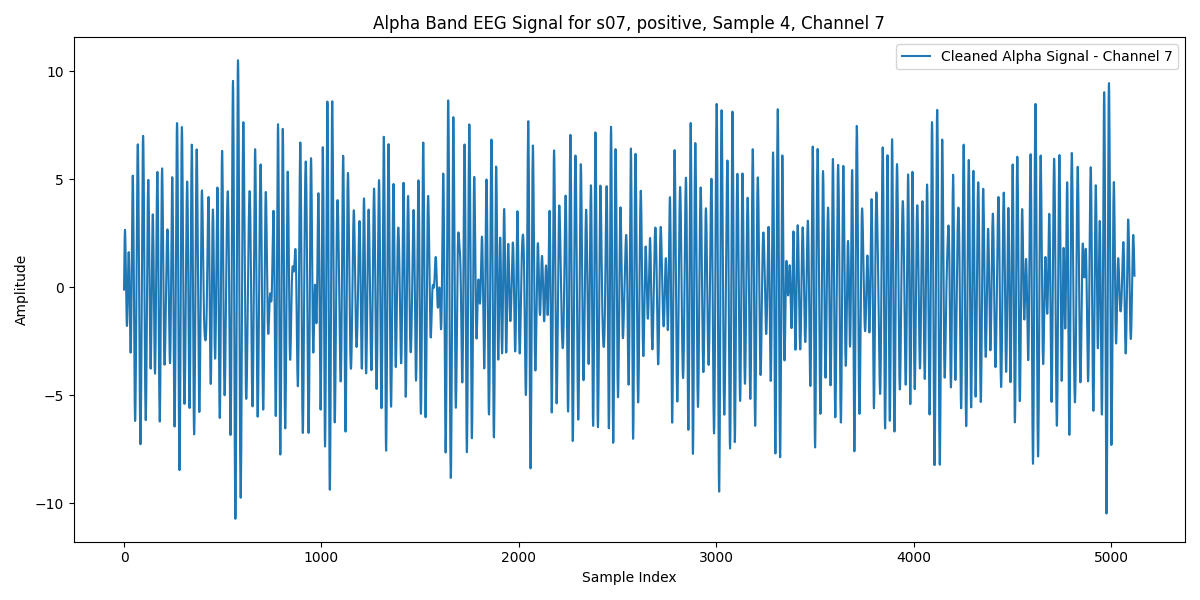 Alpha Band EEG Signal for s07, positive, Sample 4, Channel 7
Cleaned Alpha Signal - Channel 7
10
5
0
−5
−10
Amplitude
0 1000 2000 3000 4000 5000
Sample Index